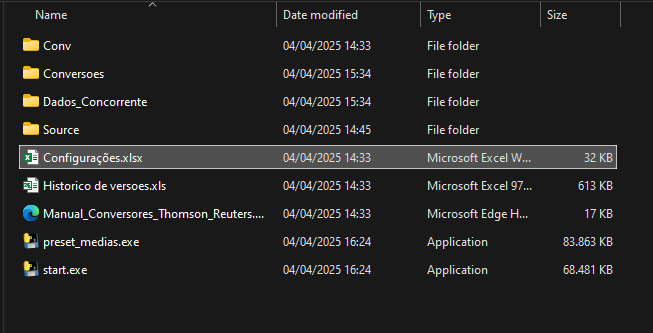 Name Date modified Type Size
Conv 04/04/2025 14:33 File folder
Conversoes 04/04/2025 15:34 File folder
Dados_Concorrente 04/04/2025 15:34 File folder
Source 04/04/2025 14:45 File folder
Configurações.xlsx 04/04/2025 14:33 Microsoft Excel W... 32 KB
Historico de versoes.xls 04/04/2025 14:33 Microsoft Excel 97... 613 KB
Manual_Conversores_Thomson_Reuters.... 04/04/2025 14:33 Microsoft Edge H... 17 KB
preset_medias.exe 04/04/2025 16:24 Application 83.863 KB
start.exe 04/04/2025 16:24 Application 68.481 KB